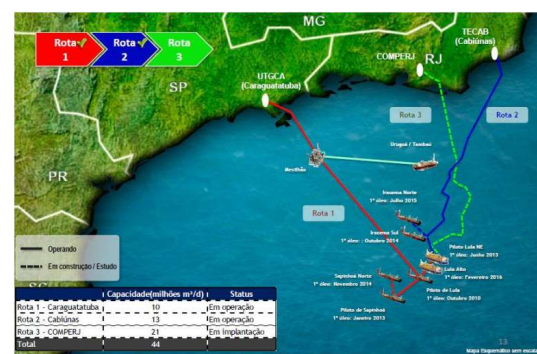 MG
Rota
1
Rota
2
Rota
3
TECAB
(Cabiúnas)
COMPERJ
RJ
UTGCA
(Caraguatatuba)
SP
Rota 3
Rota 2
Uruguá / Tambaú
Mexilhão
PR
Iracema Norte
1º óleo: Julho 2015
Rota 1
Iracema Sul
1º óleo: : Outubro 2014
Piloto Lula NE
1º óleo: Junho 2013
Operando
Em construção / Estudo
Lula Alto
1º óleo: Fevereiro 2016
Sapinhoá Norte
1º óleo: Novembro 2014
Piloto de Lula
1º óleo: Outubro 2010
SC
Piloto de Sapinhoá
1º óleo: Janeiro 2013
Capacidade(milhões m³/d) Status
Rota 1 - Caraguatatuba 10 Em operação
Rota 2 - Cabiúnas 13 Em operação
Rota 3 - COMPERJ 21 Em implantação
Total 44
13
Mapa Esquemático sem escala